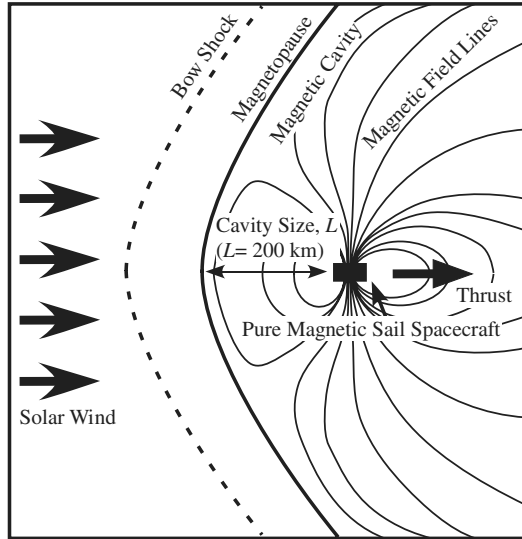 Bow Shock
Magnetopause
Magnetic Cavity
Magnetic Field Lines
Cavity Size, L
(L= 200 km)
Thrust
Pure Magnetic Sail Spacecraft
Solar Wind